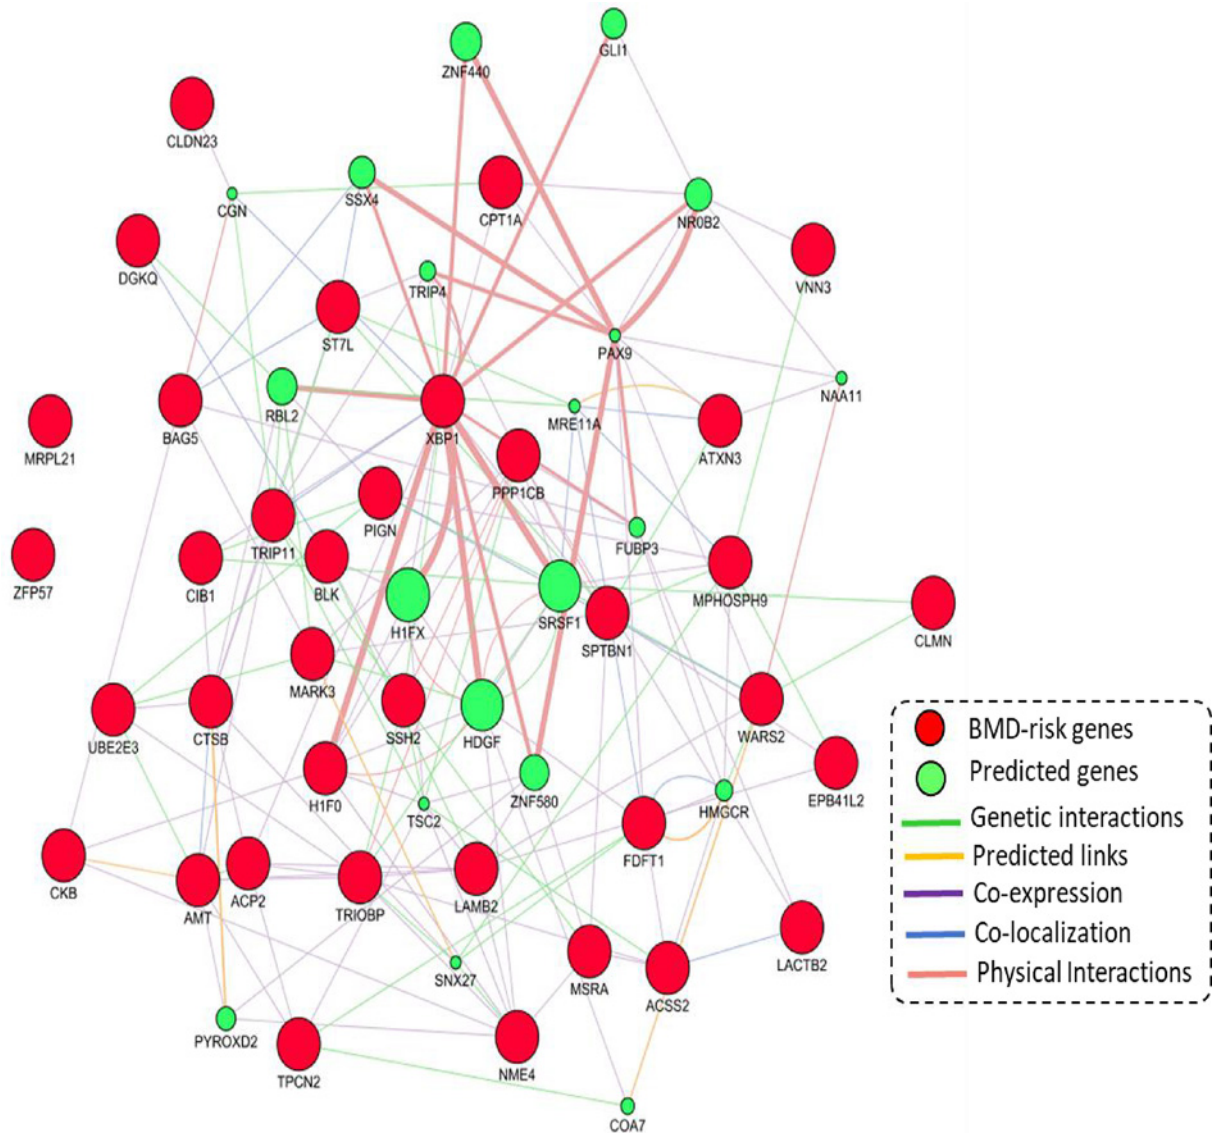 ZNF440
GLI1
CLDN23
SSX4
CPT1A
CGN
NR0B2
DGKQ
VNN3
TRIP4
ST7L
PAX9
NAA11
RBL2
BAG5
XBP1
MRE11A
ATXN3
MRPL21
PPP1CB
PIGN
TRIP11
FUBP3
ZFP57
CIB1
BLK
MPHOSPH9
H1FX
SRSF1
SPTBN1
CLMN
MARK3
UBE2E3
CTSB
SSH2
HDGF
WARS2
H1F0
ZNF580
TSC2
HMGCR
EPB41L2
FDFT1
CKB
AMT
ACP2
TRIOBP
LAMB2
LACTB2
SNX27
MSRA
ACSS2
PYROXD2
TPCN2
NME4
COA7
BMD-risk genes
Predicted genes
Genetic interactions
Predicted links
Co-expression
Co-localization
Physical Interactions